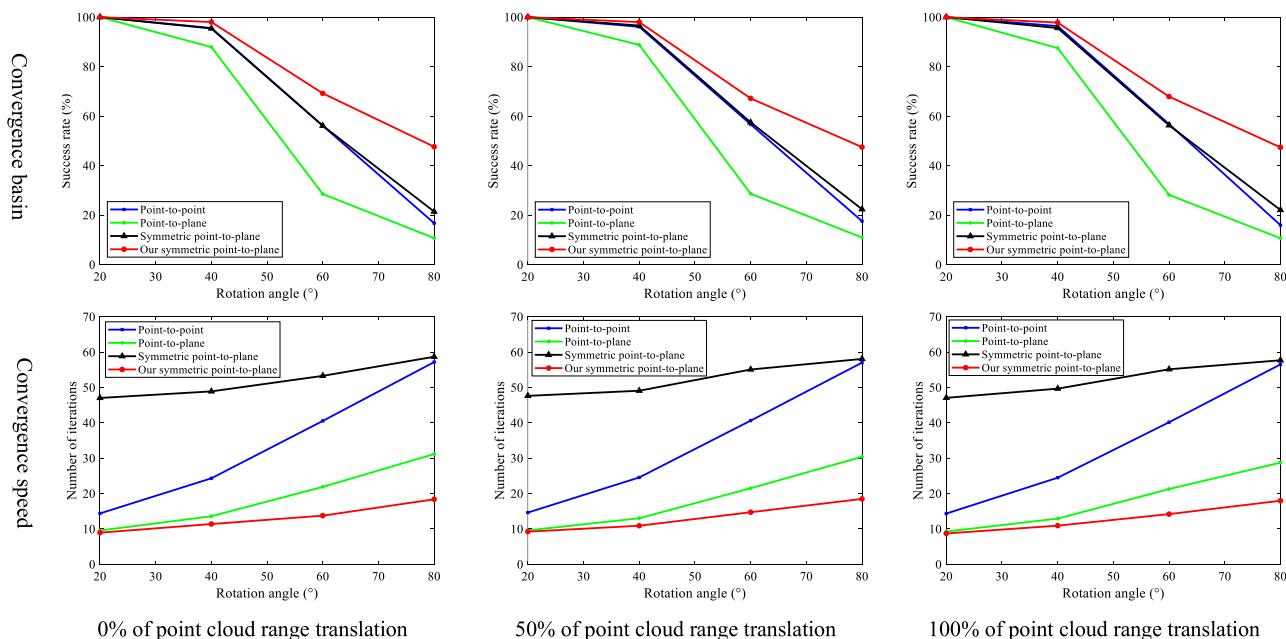 Convergence basin
Success rate (%)
100
80
60
40
20
0
Point-to-point
Point-to-plane
Symmetric point-to-plane
Our symmetric point-to-plane
20 30 40 50 60 70 80
Rotation angle (°)
Success rate (%)
100
80
60
40
20
0
Point-to-point
Point-to-plane
Symmetric point-to-plane
Our symmetric point-to-plane
20 30 40 50 60 70 80
Rotation angle (°)
Success rate (%)
100
80
60
40
20
0
Point-to-point
Point-to-plane
Symmetric point-to-plane
Our symmetric point-to-plane
20 30 40 50 60 70 80
Rotation angle (°)
Convergence speed
Number of iterations
70
60
50
40
30
20
10
0
Point-to-point
Point-to-plane
Symmetric point-to-plane
Our symmetric point-to-plane
20 30 40 50 60 70 80
Rotation angle (°)
Number of iterations
70
60
50
40
30
20
10
0
Point-to-point
Point-to-plane
Symmetric point-to-plane
Our symmetric point-to-plane
20 30 40 50 60 70 80
Rotation angle (°)
Number of iterations
70
60
50
40
30
20
10
0
Point-to-point
Point-to-plane
Symmetric point-to-plane
Our symmetric point-to-plane
20 30 40 50 60 70 80
Rotation angle (°)
0% of point cloud range translation
50% of point cloud range translation
100% of point cloud range translation